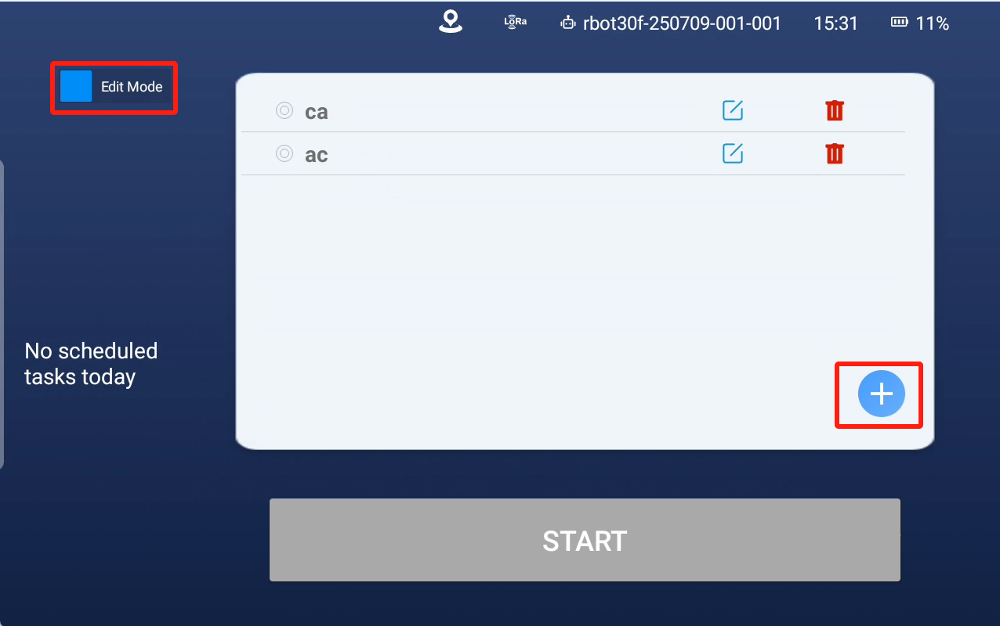 LoRa rbot30f-250709-001-001 15:31 11%
Edit Mode
ca
ac
No scheduled
tasks today
START